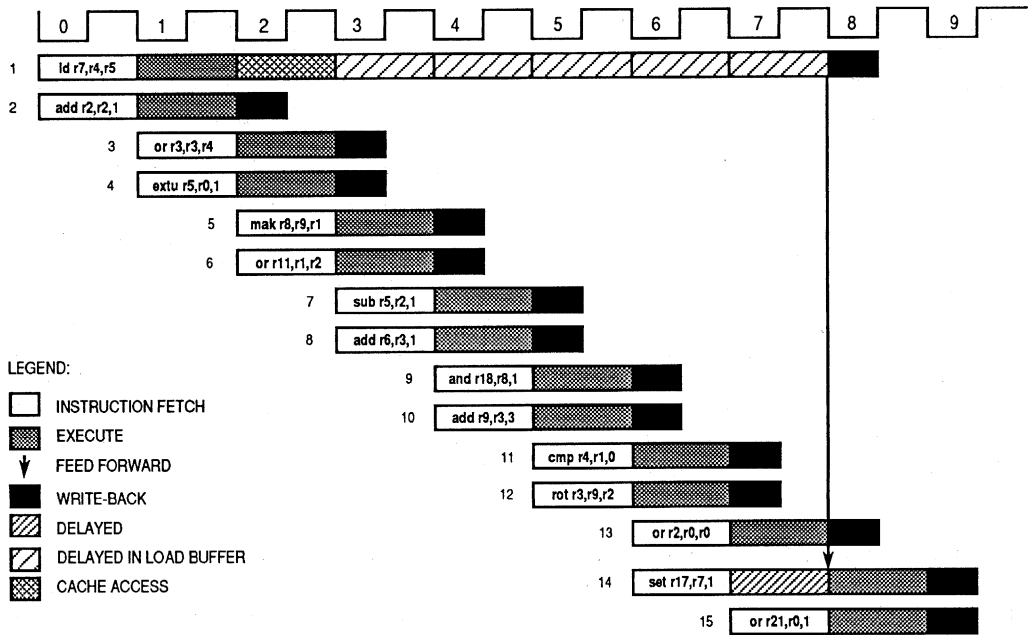 0 1 2 3 4 5 6 7 8 9
1 ld r7,r4,r5
2 add r2,r2,1
3 or r3,r3,r4
4 extu r5,r0,1
5 mak r8,r9,r1
6 or r11,r1,r2
7 sub r5,r2,1
8 add r6,r3,1
9 and r18,r8,1
10 add r9,r3,3
11 cmp r4,r1,0
12 rot r3,r9,r2
13 or r2,r0,r0
14 set r17,r7,1
15 or r21,r0,1
LEGEND:
INSTRUCTION FETCH
EXECUTE
FEED FORWARD
WRITE-BACK
DELAYED
DELAYED IN LOAD BUFFER
CACHE ACCESS